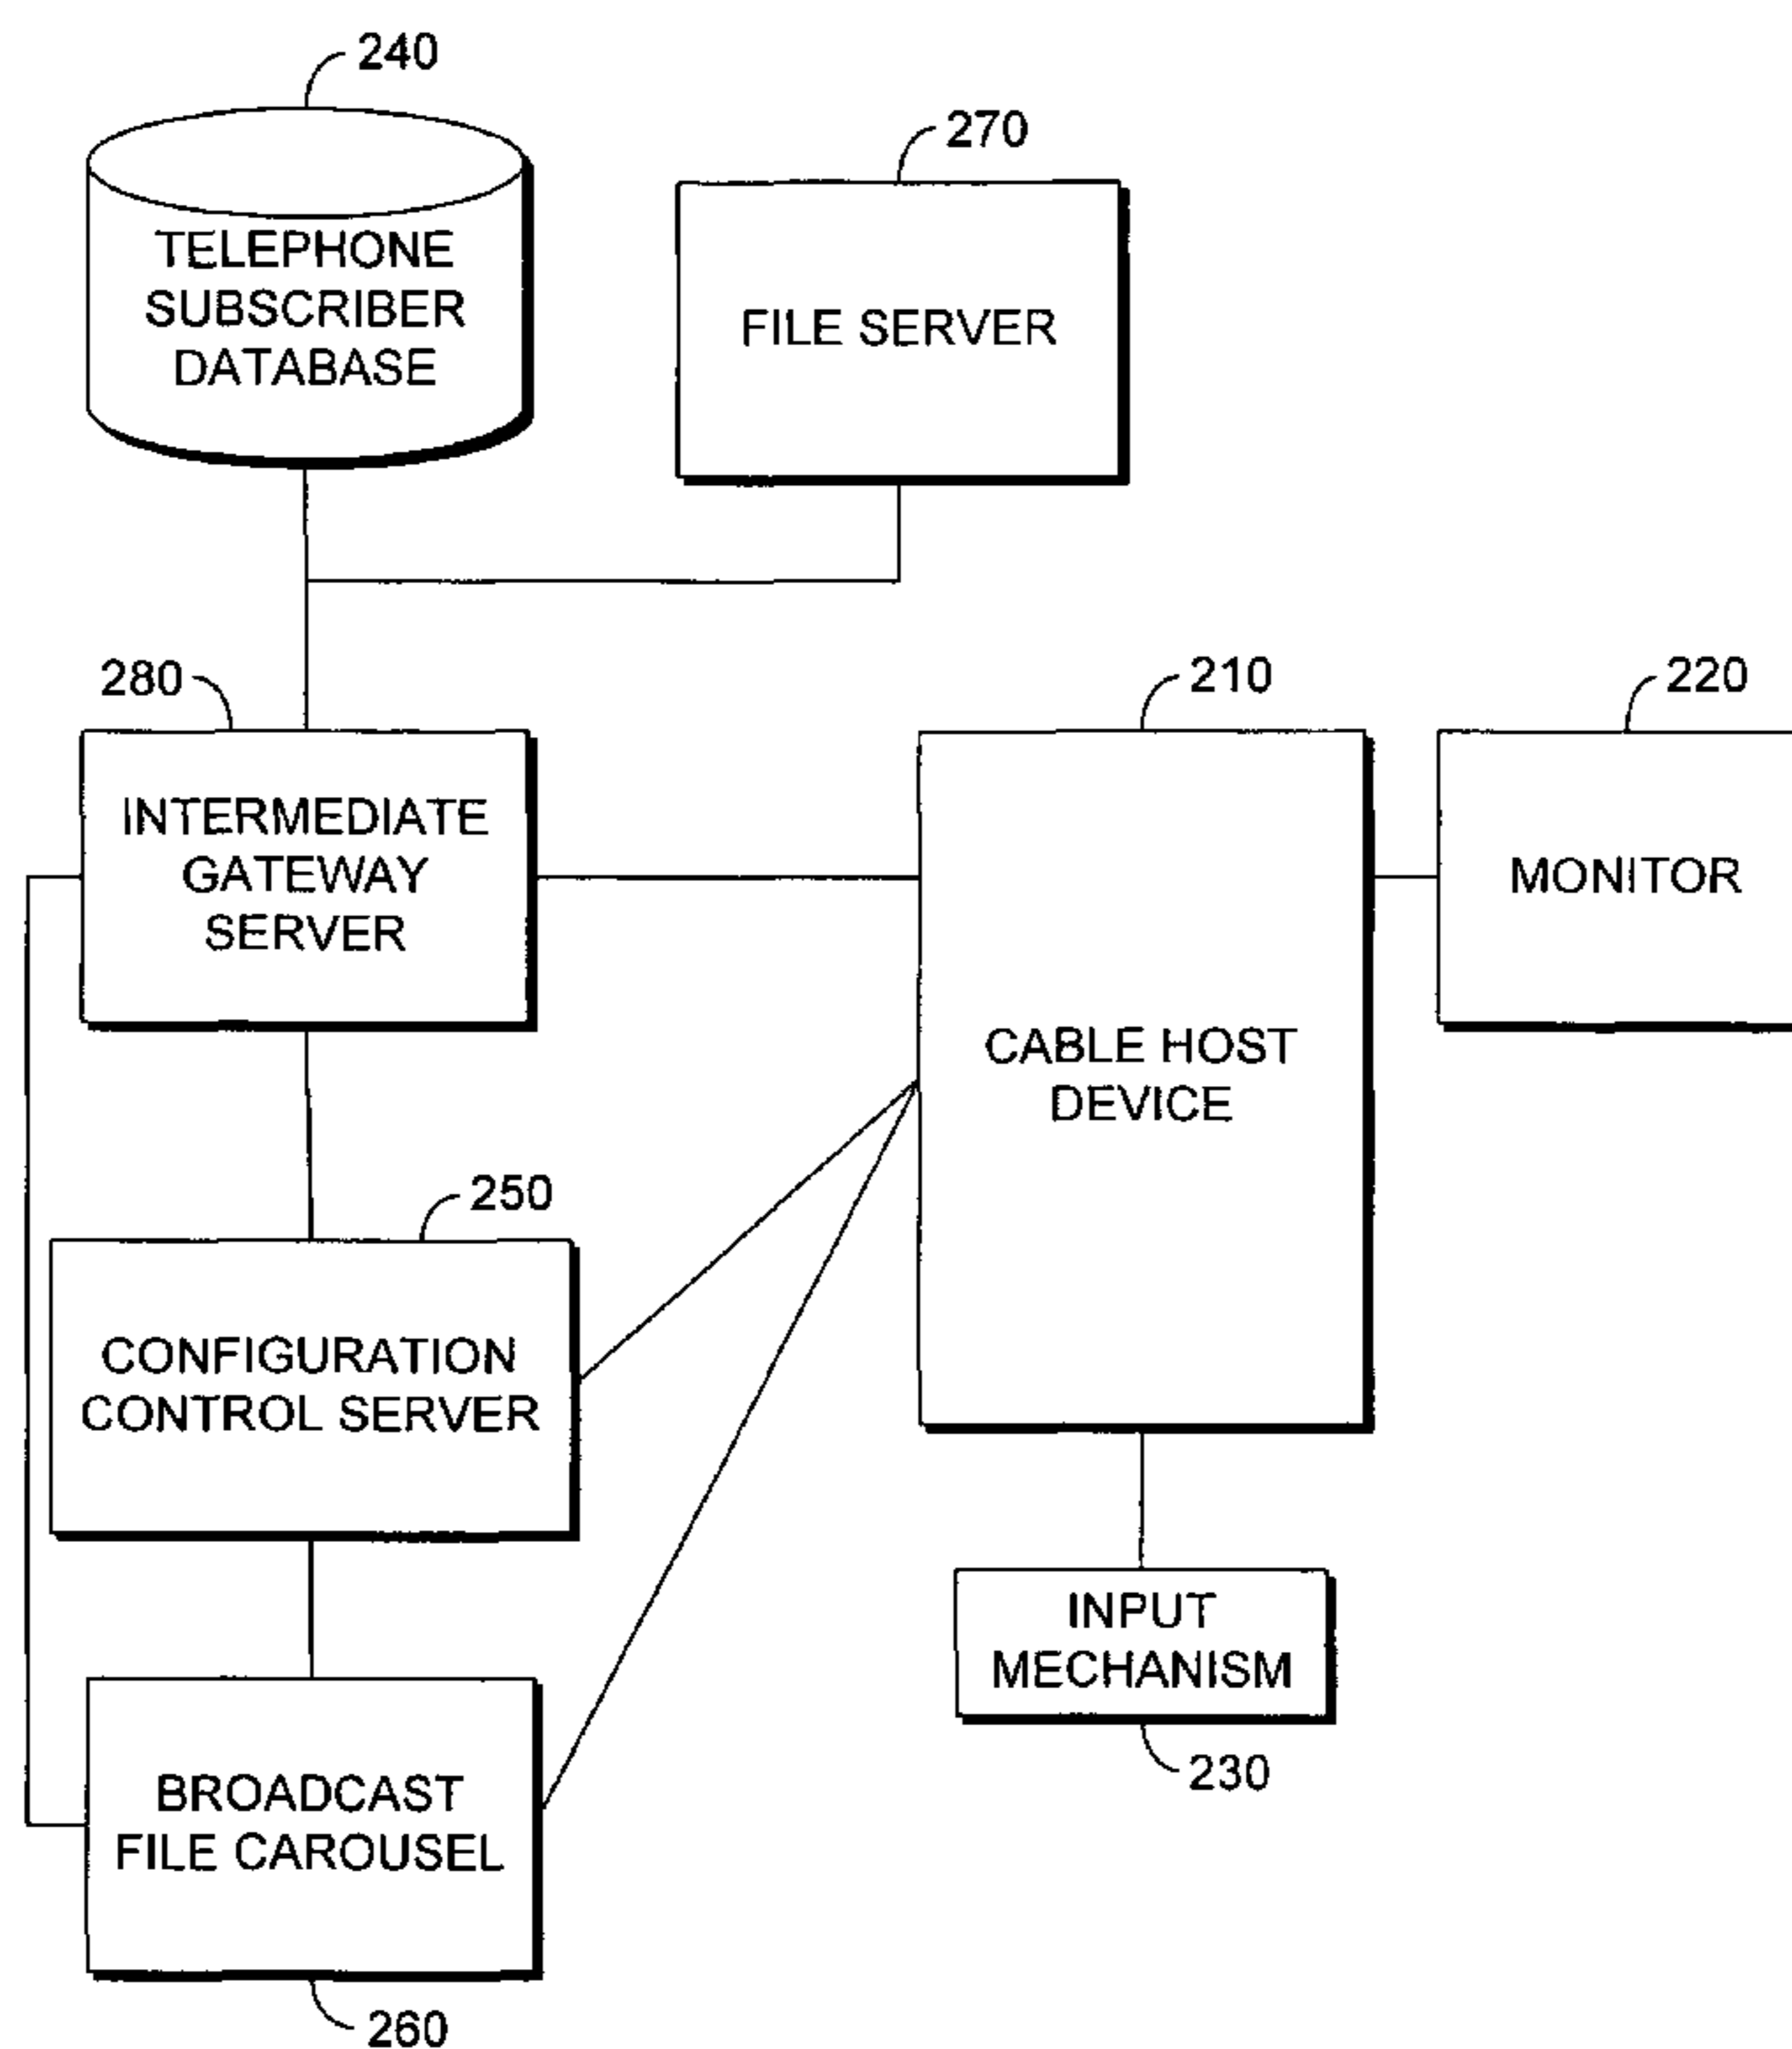 240
270
TELEPHONE
SUBSCRIBER
DATABASE
FILE SERVER
280
210
220
INTERMEDIATE
GATEWAY
SERVER
MONITOR
CABLE HOST
DEVICE
250
CONFIGURATION
CONTROL SERVER
INPUT
MECHANISM
230
BROADCAST
FILE CAROUSEL
260